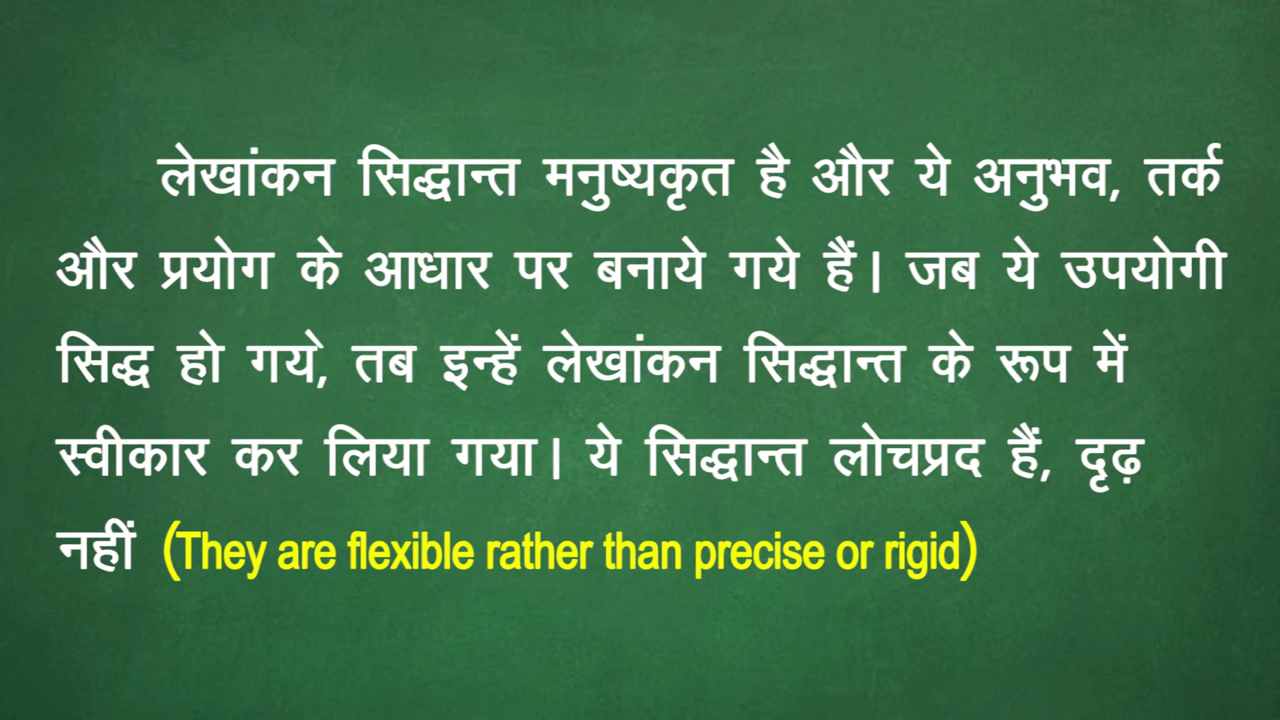 लेखांकन सिद्धान्त मनुष्यकृत है और ये अनुभव, तर्क
और प्रयोग के आधार पर बनाये गये हैं। जब ये उपयोगी
सिद्ध हो गये, तब इन्हें लेखांकन सिद्धान्त के रूप में
स्वीकार कर लिया गया। ये सिद्धान्त लोचप्रद हैं, दृढ़
नहीं (They are flexible rather than precise or rigid)